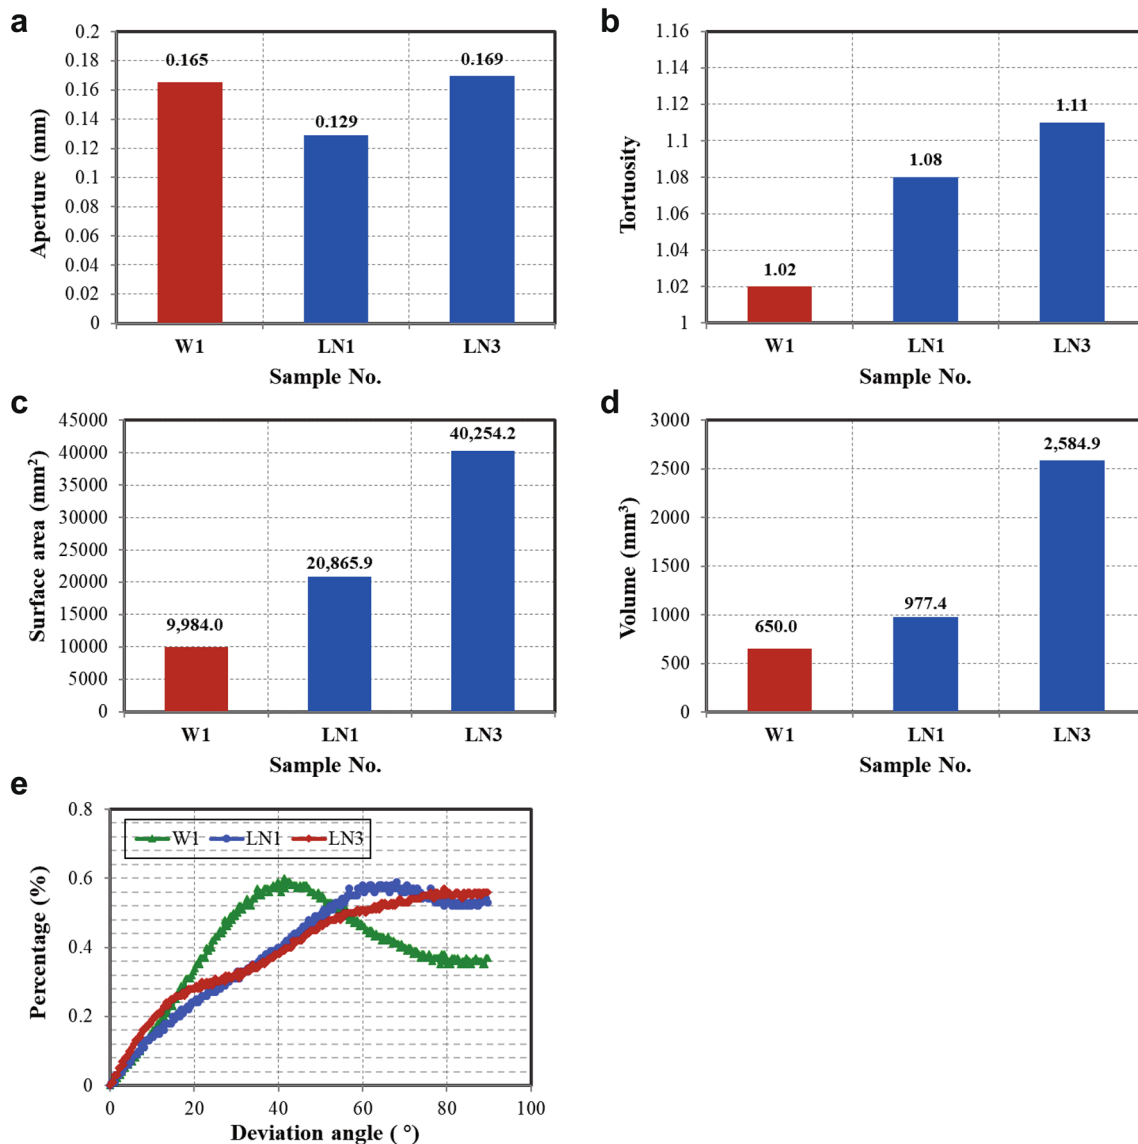 a
0.2
0.18
0.16
0.14
0.12
0.1
0.08
0.06
0.04
0.02
0
Aperture (mm)
0.165
0.129
0.169
W1 LN1 LN3
Sample No.
b
1.16
1.14
1.12
1.1
1.08
1.06
1.04
1.02
1
Tortuosity
1.02
1.08
1.11
W1 LN1 LN3
Sample No.
c
45000
40000
35000
30000
25000
20000
15000
10000
5000
0
Surface area (mm²)
9,984.0
20,865.9
40,254.2
W1 LN1 LN3
Sample No.
d
3000
2500
2000
1500
1000
500
0
Volume (mm³)
650.0
977.4
2,584.9
W1 LN1 LN3
Sample No.
e
0.8
0.6
0.4
0.2
0
Percentage (%)
W1 LN1 LN3
0 20 40 60 80 100
Deviation angle ( °)